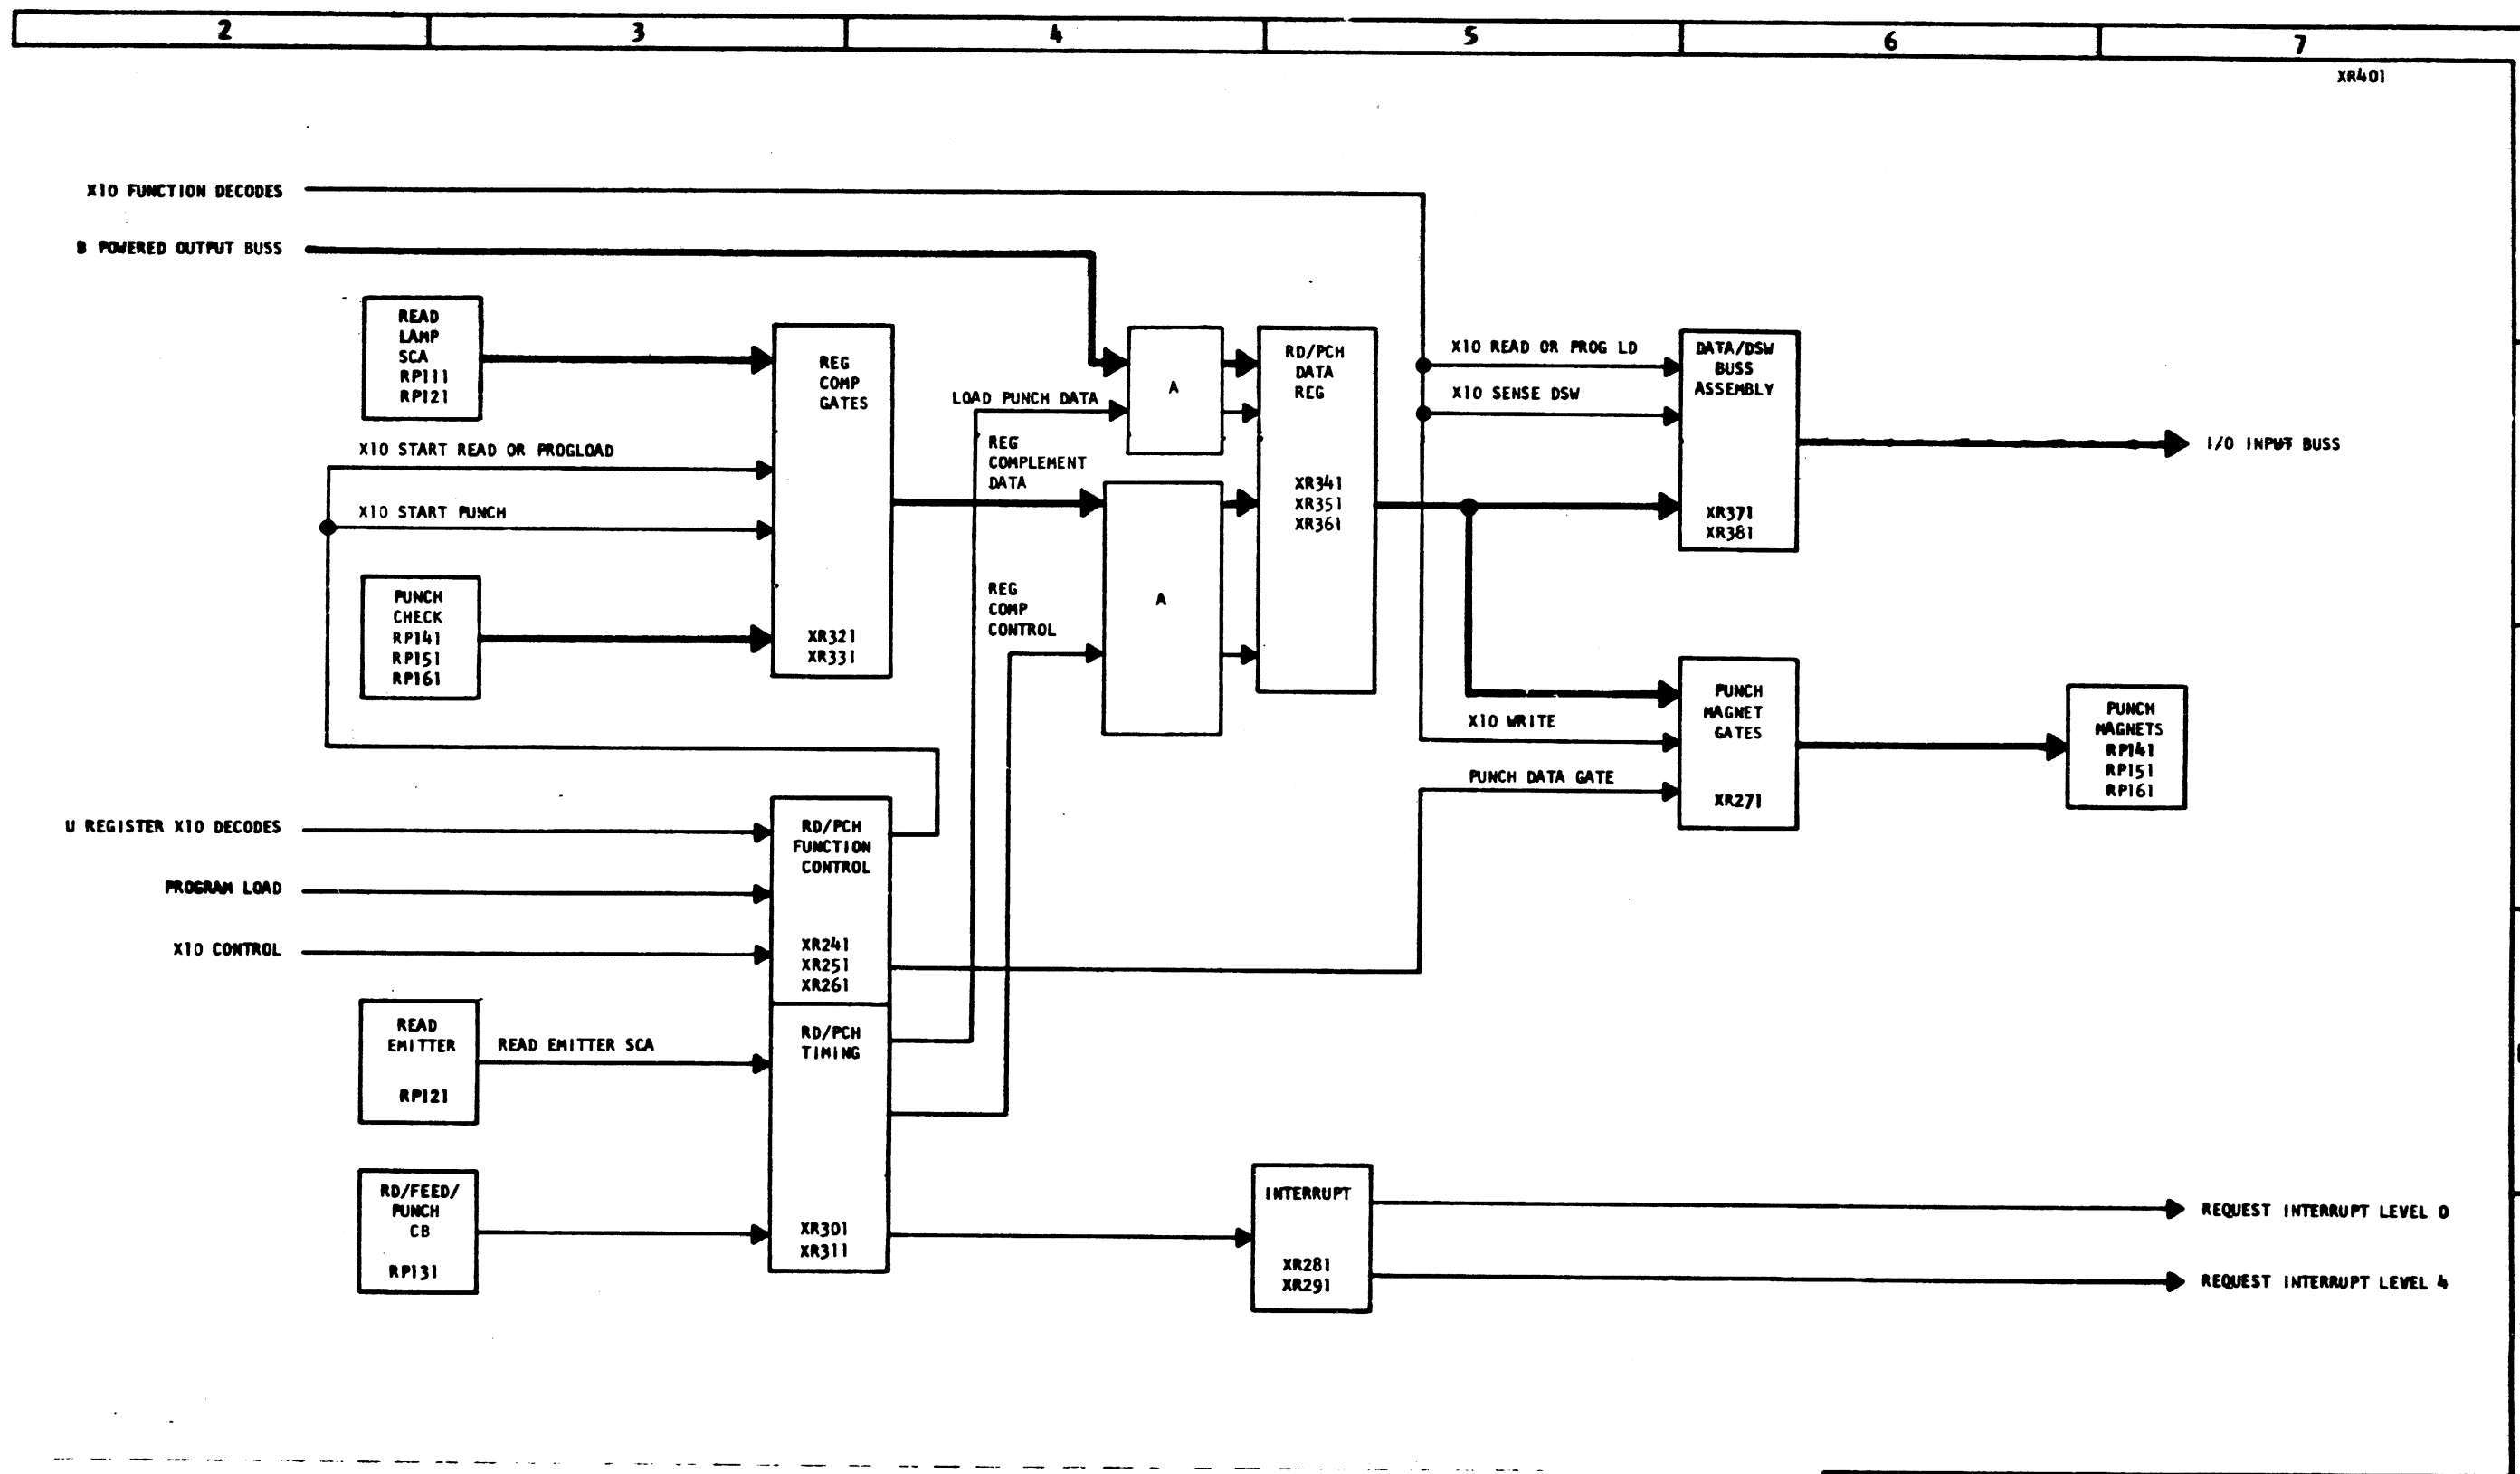 2 3 4 5 6 7
XR401
X10 FUNCTION DECODES
B POWERED OUTPUT BUSS
READ
LAMP
SCA
RP111
RP121
REG
COMP
GATES
XR321
XR331
X10 START READ OR PROGLOAD
X10 START PUNCH
PUNCH
CHECK
RP141
RP151
RP161
LOAD PUNCH DATA
REG
COMPLEMENT
DATA
REG
COMP
CONTROL
A
A
RD/PCH
DATA
REG
XR341
XR351
XR361
X10 READ OR PROG LD
X10 SENSE DSW
DATA/DSW
BUSS
ASSEMBLY
XR371
XR381
I/O INPUT BUSS
X10 WRITE
PUNCH DATA GATE
PUNCH
MAGNET
GATES
XR271
PUNCH
MAGNETS
RP141
RP151
RP161
U REGISTER X10 DECODES
PROGRAM LOAD
X10 CONTROL
RD/PCH
FUNCTION
CONTROL
XR241
XR251
XR261
READ
EMITTER
RP121
READ EMITTER SCA
RD/PCH
TIMING
XR301
XR311
RD/FEED/
PUNCH
CB
RP131
INTERRUPT
XR281
XR291
REQUEST INTERRUPT LEVEL 0
REQUEST INTERRUPT LEVEL 4